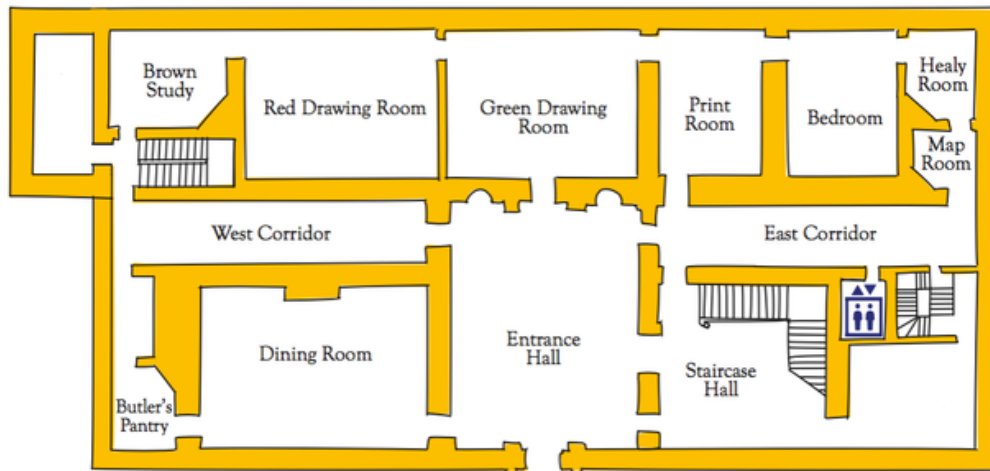 Brown
Study
Red Drawing Room
Green Drawing
Room
Print
Room
Bedroom
Healy
Room
Map
Room
West Corridor
East Corridor
Dining Room
Entrance
Hall
Staircase
Hall
Butler's
Pantry